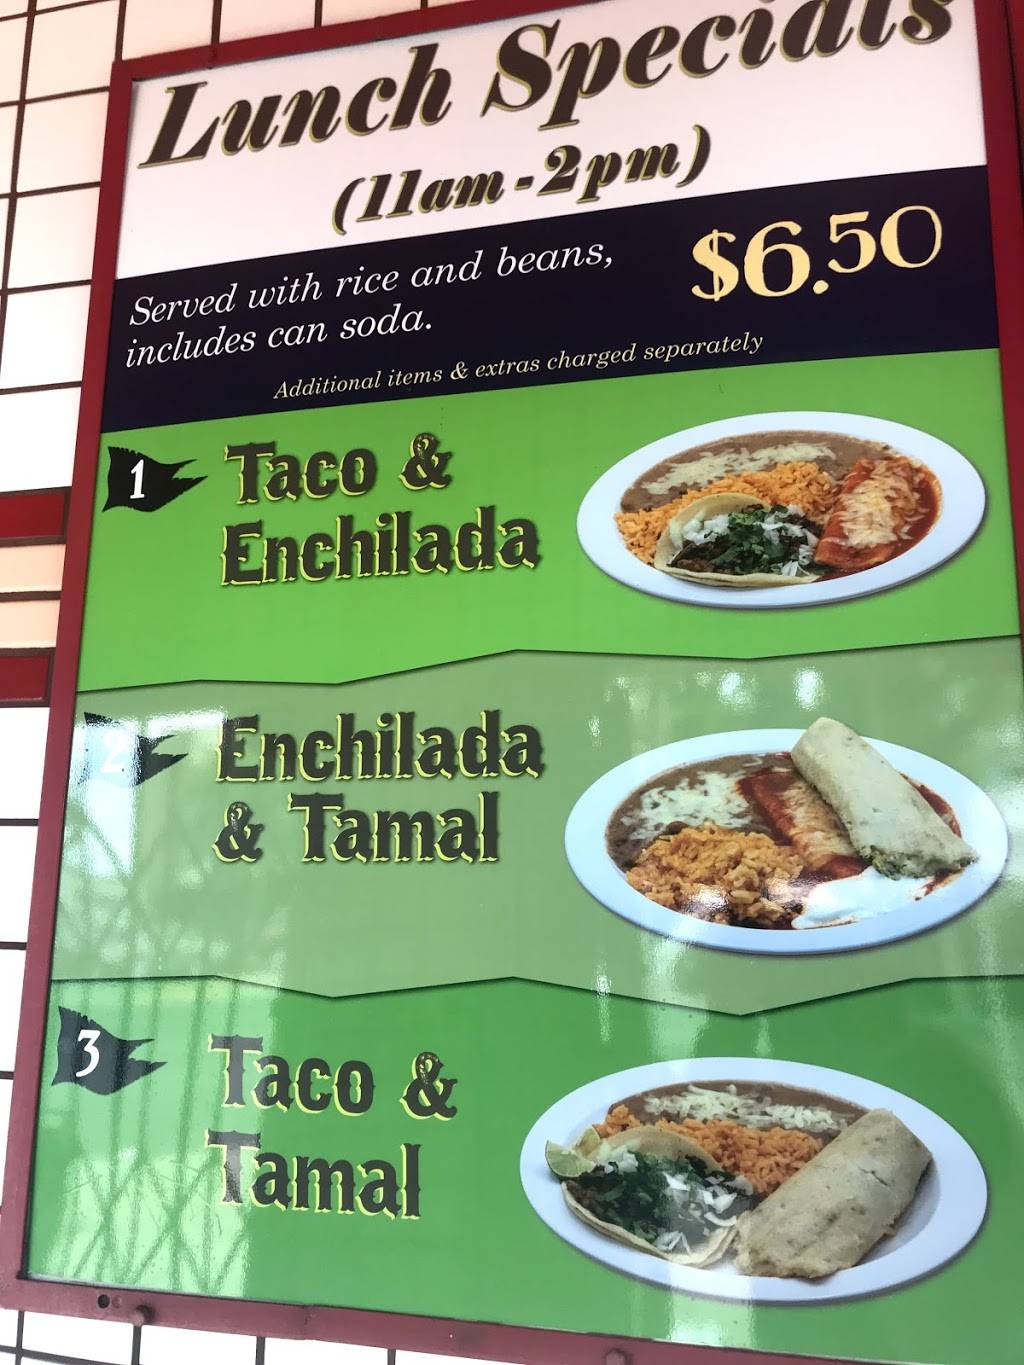 Lunch Specials
(11am - 2pm)
Served with rice and beans,
includes can soda.
$6.50
Additional items & extras charged separately
1
Taco &
Enchilada
2
Enchilada
& Tamal
3
Taco &
Tamal